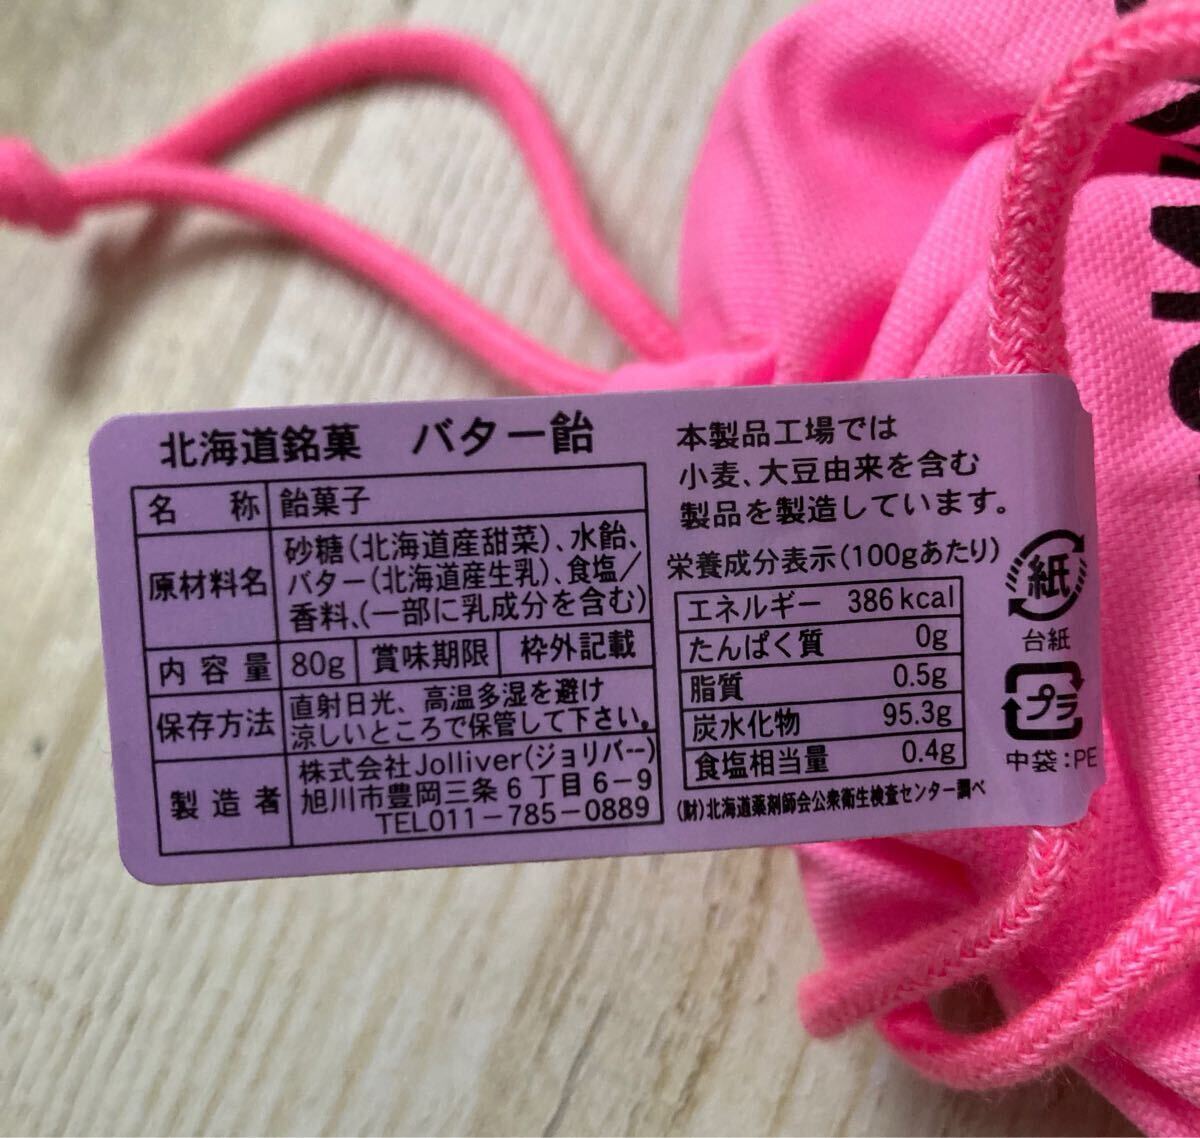 北海道銘菓 バター飴
名称 飴菓子
原材料名 砂糖(北海道産甜菜)、水飴、
バター(北海道産生乳)、食塩/
香料、(一部に乳成分を含む)
内容量 80g 賞味期限 枠外記載
保存方法 直射日光、高温多湿を避け
涼しいところで保管して下さい。
製造者 株式会社Jolliver(ジョリバー)
旭川市豊岡三条6丁目6-9
TEL011-785-0889
本製品工場では
小麦、大豆由来を含む
製品を製造しています。
栄養成分表示(100gあたり)
エネルギー 386kcal
たんぱく質 0g
脂質 0.5g
炭水化物 95.3g
食塩相当量 0.4g
(財)北海道薬剤師会公衆衛生検査センター調べ
紙
台紙
プラ
中袋:PE